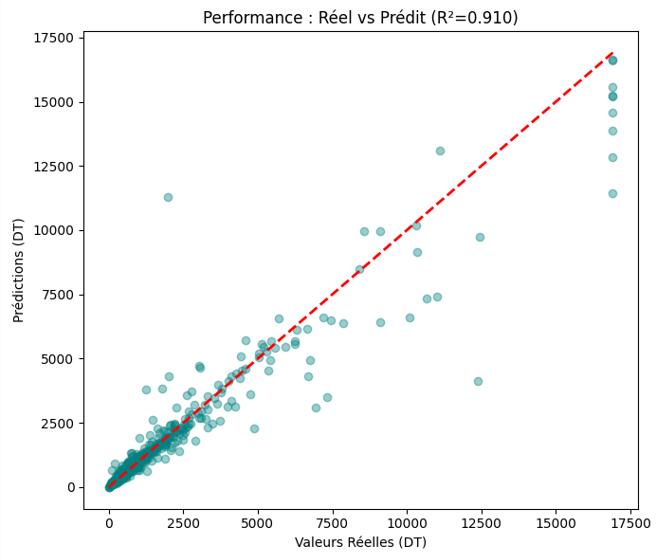 Performance : Réel vs Prédit (R²=0.910)
17500
15000
12500
10000
7500
5000
2500
0
Prédictions (DT)
0 2500 5000 7500 10000 12500 15000 17500
Valeurs Réelles (DT)